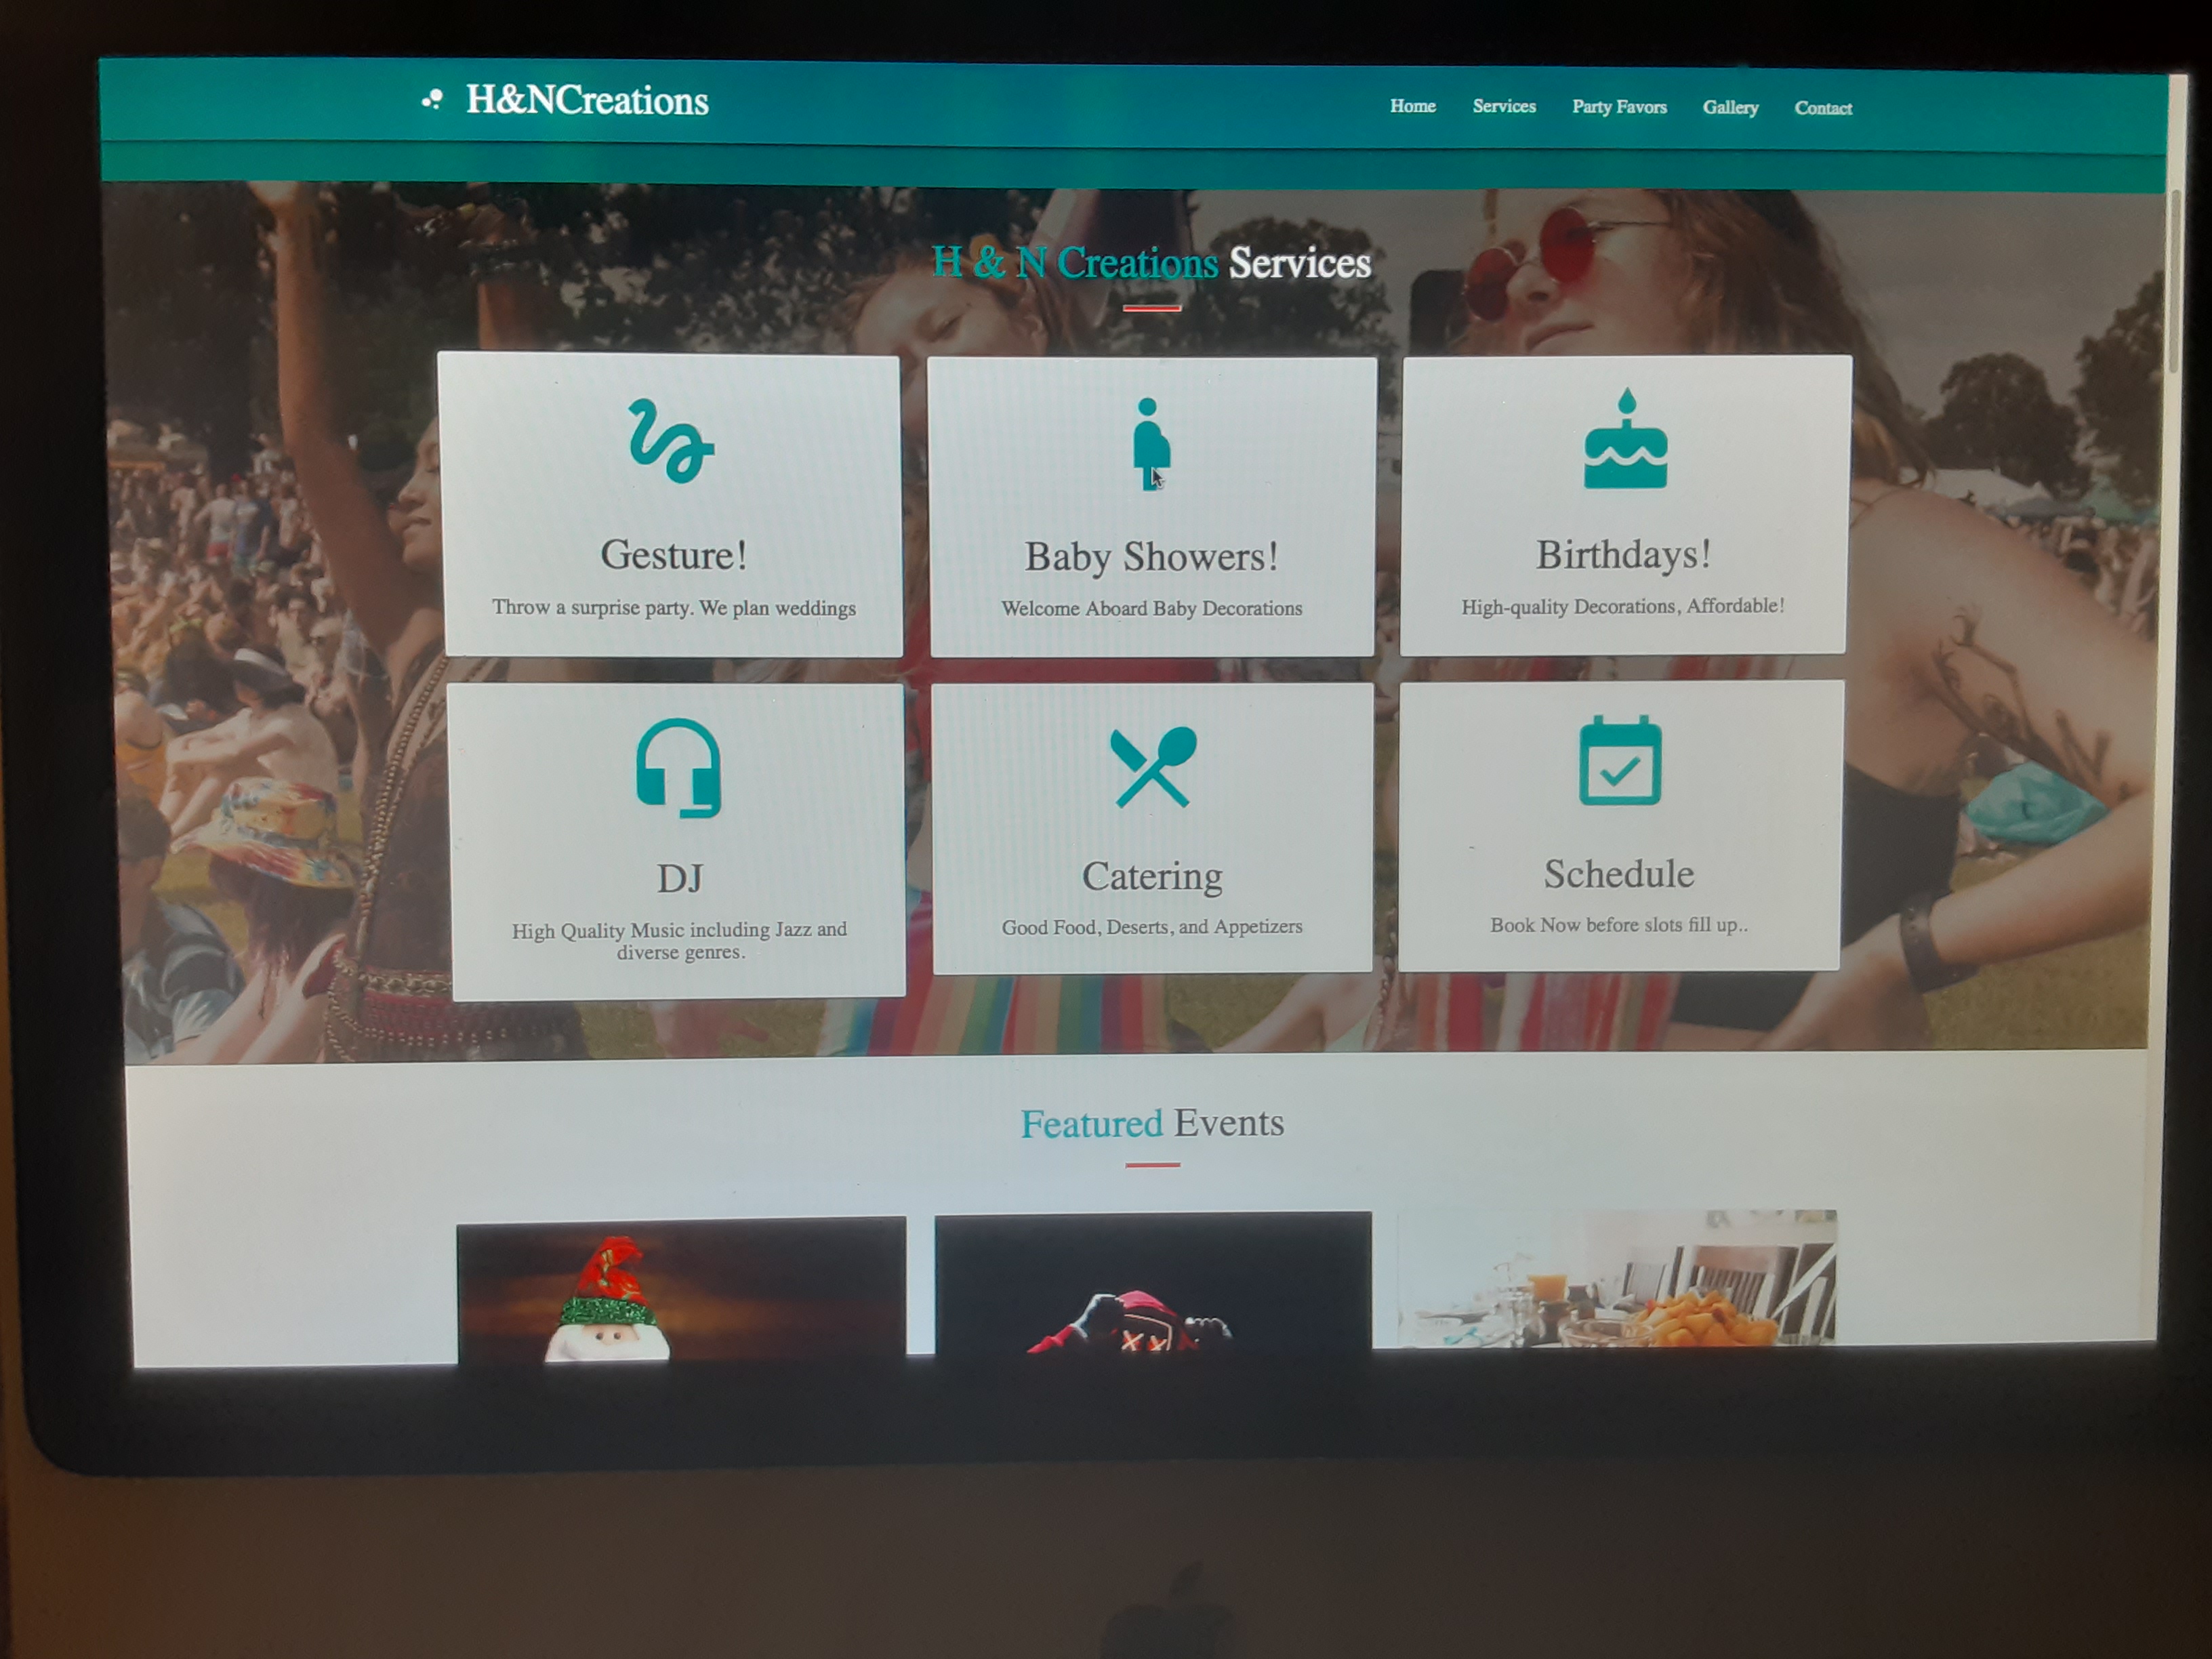 H&NCreations
Home Services Party Favors Gallery Contact
H & N Creations Services
Gesture!
Throw a surprise party. We plan weddings
Baby Showers!
Welcome Aboard Baby Decorations
Birthdays!
High-quality Decorations, Affordable!
DJ
High Quality Music including Jazz and
diverse genres.
Catering
Good Food, Deserts, and Appetizers
Schedule
Book Now before slots fill up..
Featured Events